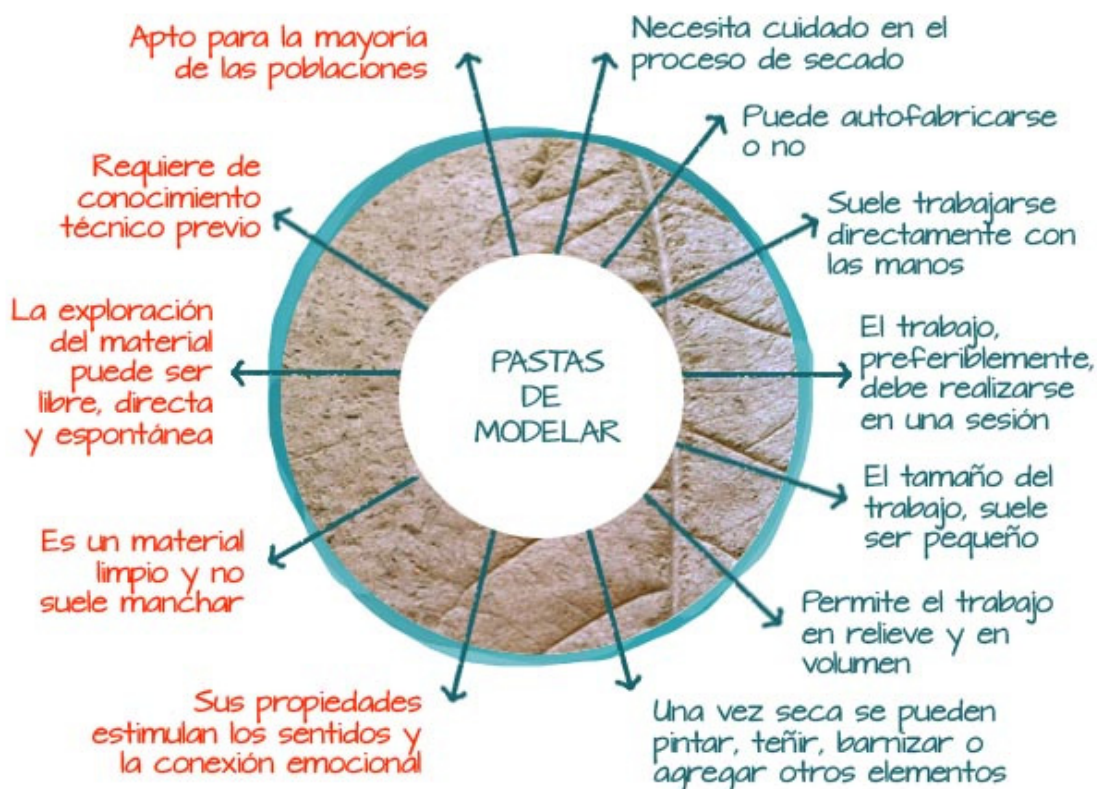 Apto para la mayoría
de las poblaciones
Necesita cuidado en el
proceso de secado
Puede autofabricarse
o no
Suele trabajarse
directamente con
las manos
El trabajo,
preferiblemente,
debe realizarse
en una sesión
El tamaño del
trabajo, suele
ser pequeño
Permite el trabajo
en relieve y en
volumen
Una vez seca se pueden
pintar, teñir, barnizar o
agregar otros elementos
Sus propiedades
estimulan los sentidos y
la conexión emocional
Es un material
limpio y no
suele manchar
La exploración
del material
puede ser
libre, directa
y espontánea
Requiere de
conocimiento
técnico previo
PASTAS
DE
MODELAR